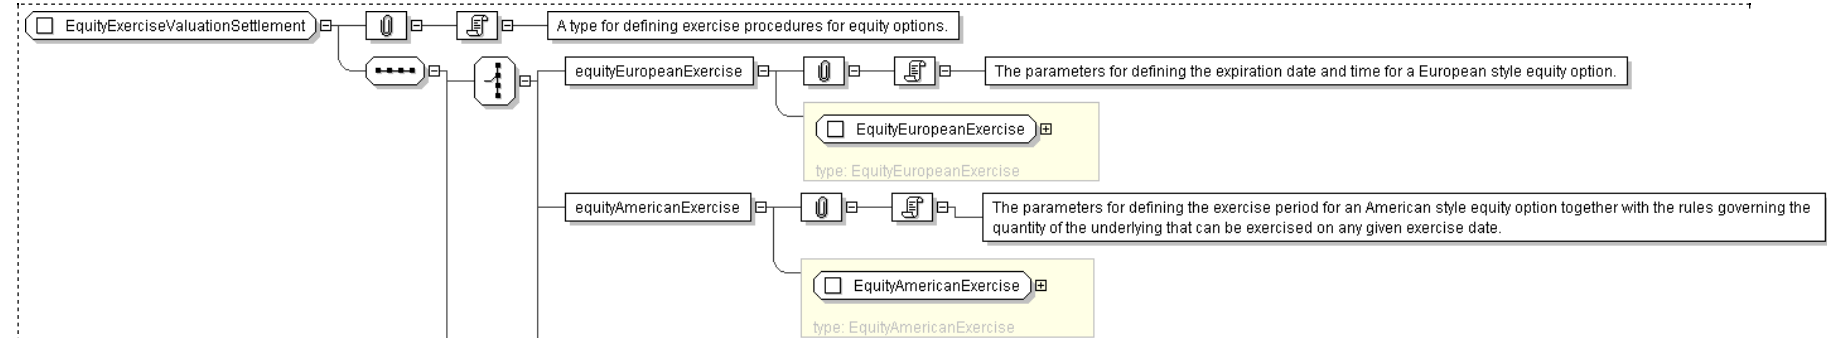 EquityExerciseValuationSettlement
A type for defining exercise procedures for equity options.
equityEuropeanExercise
The parameters for defining the expiration date and time for a European style equity option.
EquityEuropeanExercise
type: EquityEuropeanExercise
equityAmericanExercise
The parameters for defining the exercise period for an American style equity option together with the rules governing the
quantity of the underlying that can be exercised on any given exercise date.
EquityAmericanExercise
type: EquityAmericanExercise